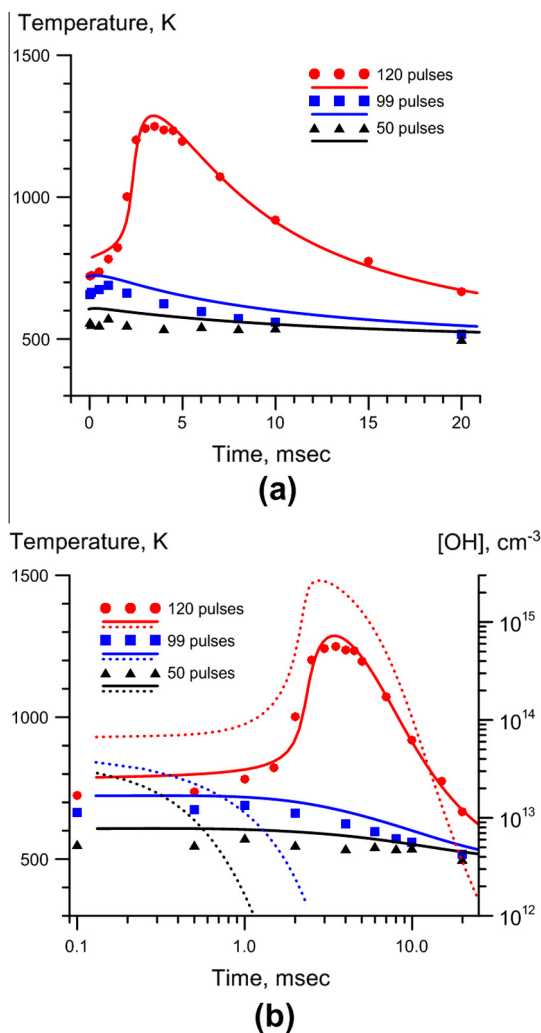 Temperature, K
1500
120 pulses
99 pulses
50 pulses
1000
500
0 5 10 15 20
Time, msec
(a)
Temperature, K [OH], cm-3
1500
120 pulses
10^15
99 pulses
50 pulses
1000
10^14
10^13
500
10^12
0.1 1.0 10.0
Time, msec
(b)